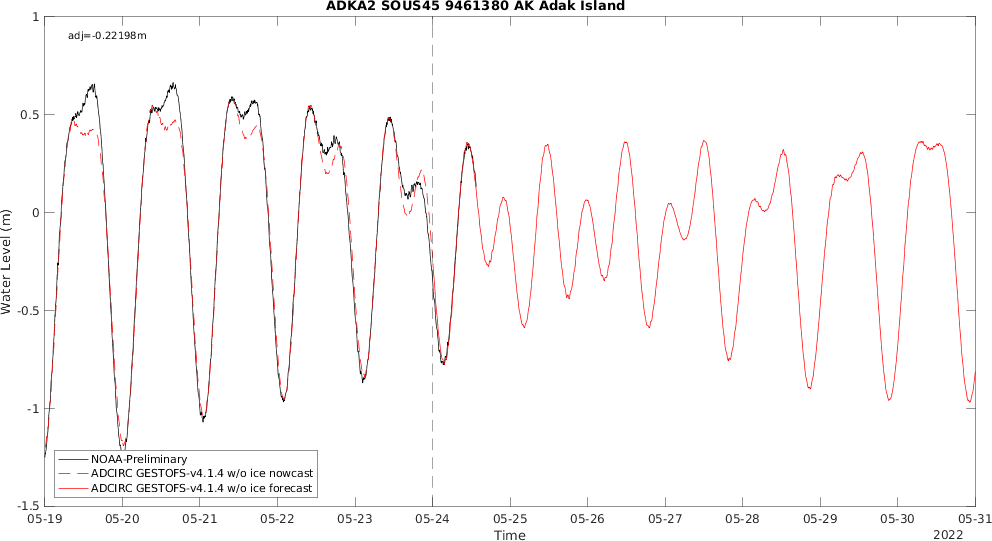 ADKA2 SOUS45 9461380 AK Adak Island
adj=-0.22198m
1
0.5
0
-0.5
-1
-1.5
Water Level (m)
NOAA-Preliminary
ADCIRC GESTOFS-v4.1.4 w/o ice nowcast
ADCIRC GESTOFS-v4.1.4 w/o ice forecast
05-19 05-20 05-21 05-22 05-23 05-24 05-25 05-26 05-27 05-28 05-29 05-30 05-31
Time
2022